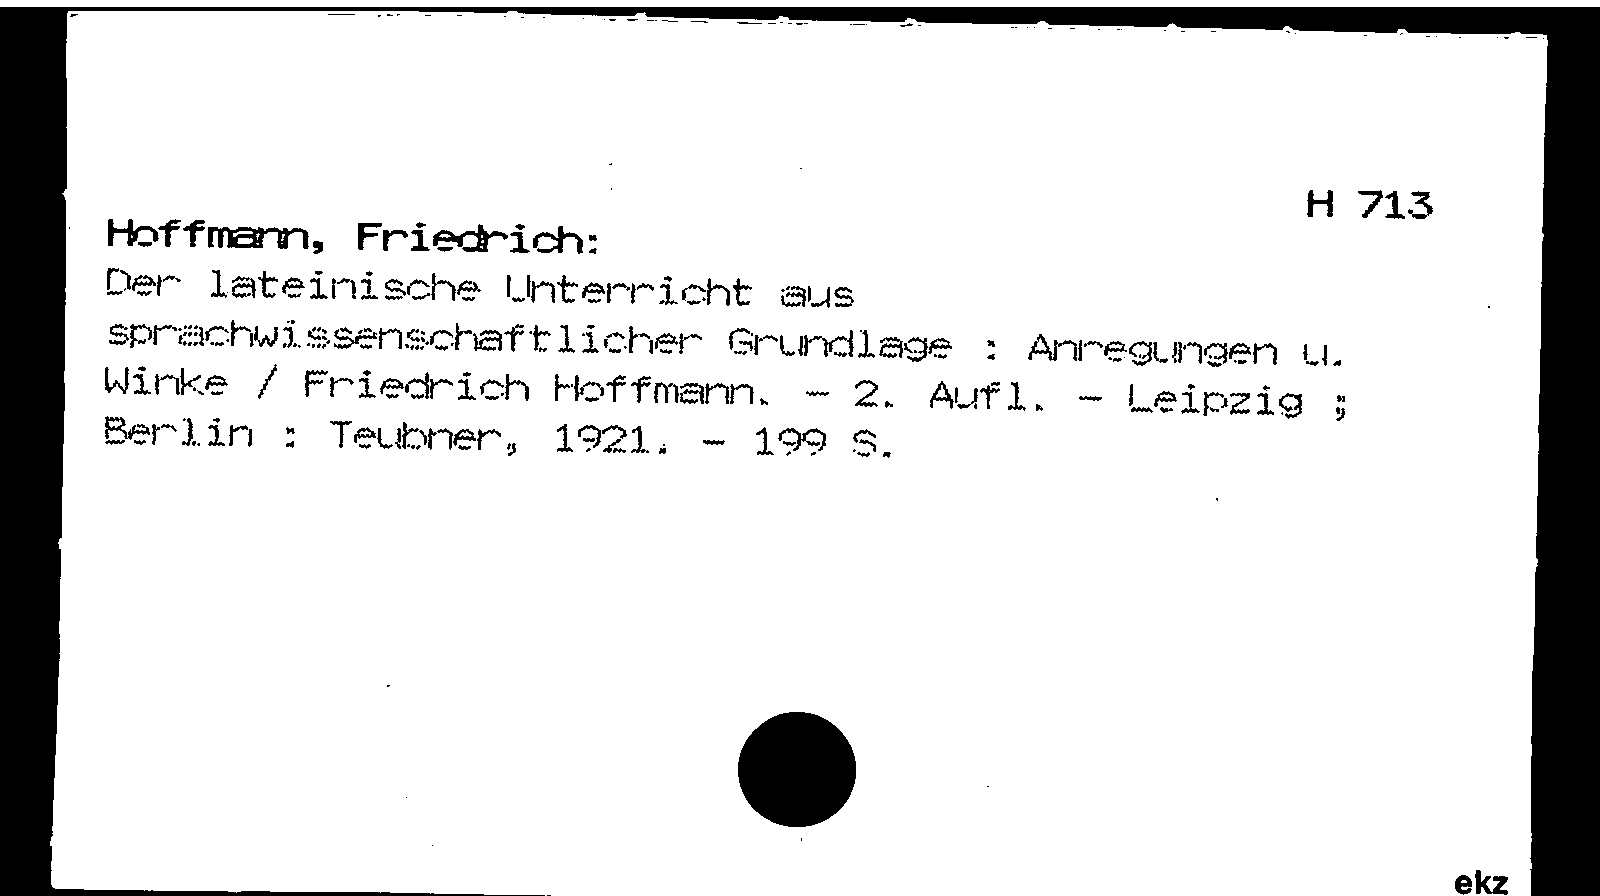 H 713
Hoffmann, Friedrich:
Der lateinische Unterricht aus
sprachwissenschaftlicher Grundlage : Anregungen u.
Winke / Friedrich Hoffmann. - 2. Aufl. - Leipzig ;
Berlin : Teubner, 1921. - 199 S.
ekz